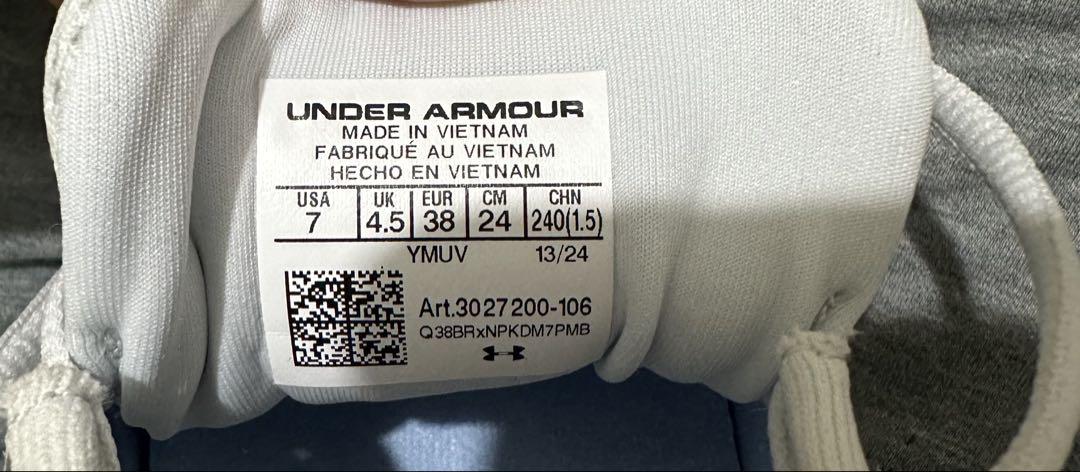 UNDER ARMOUR
MADE IN VIETNAM
FABRIQUÉ AU VIETNAM
HECHO EN VIETNAM
USA UK EUR CM CHN
7 4.5 38 24 240(1.5)
YMUV 13/24
Art.3027200-106
Q38BRxNPKDM7PMB